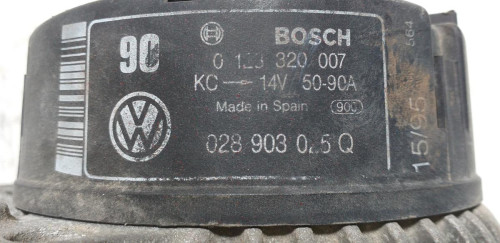 90
BOSCH
0 123 320 007
KC → 14V 50-90A
Made in Spain 900
028 903 025 Q
15/95
564